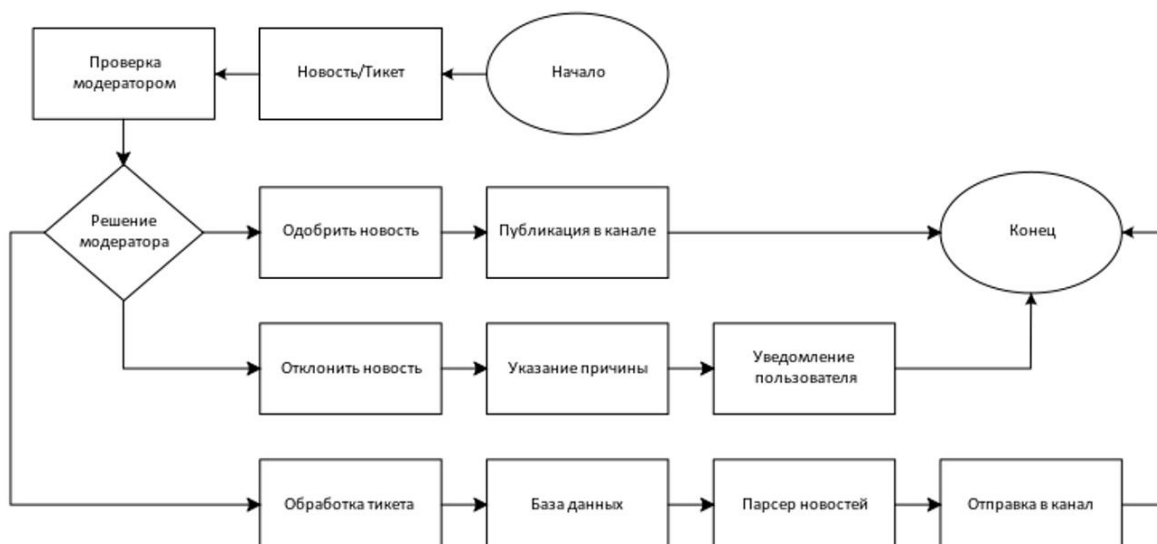 Проверка
модератором
Новость/Тикет
Начало
Решение
модератора
Одобрить новость
Публикация в канале
Конец
Отклонить новость
Указание причины
Уведомление
пользователя
Обработка тикета
База данных
Парсер новостей
Отправка в канал